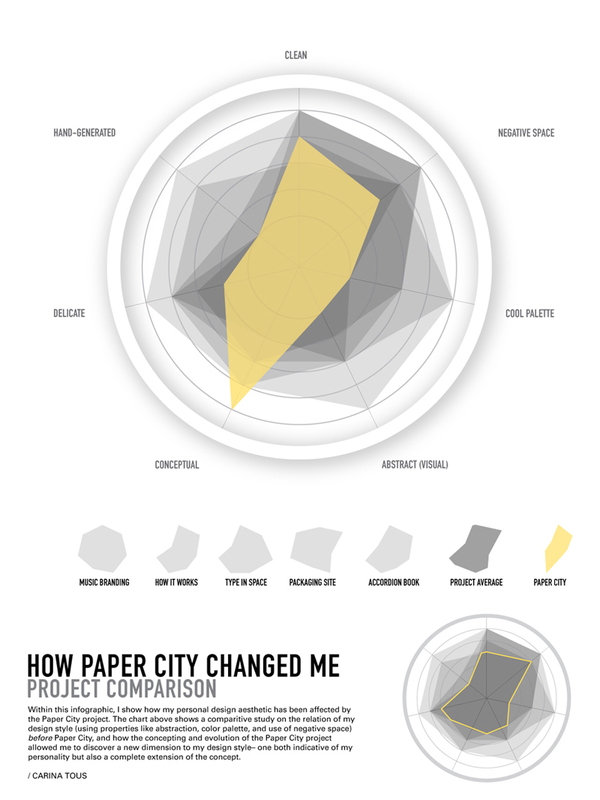 CLEAN
HAND-GENERATED
NEGATIVE SPACE
DELICATE
COOL PALETTE
CONCEPTUAL
ABSTRACT (VISUAL)
MUSIC BRANDING
HOW IT WORKS
TYPE IN SPACE
PACKAGING SITE
ACCORDION BOOK
PROJECT AVERAGE
PAPER CITY
HOW PAPER CITY CHANGED ME
PROJECT COMPARISON
Within this infographic, I show how my personal design aesthetic has been affected by
the Paper City project. The chart above shows a comparitive study on the relation of my
design style (using properties like abstraction, color palette, and use of negative space)
before Paper City, and how the concepting and evolution of the Paper City project
allowed me to discover a new dimension to my design style– one both indicative of my
personality but also a complete extension of the concept.
/ CARINA TOUS